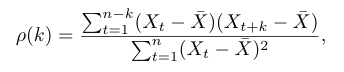 ρ(k) = \frac{\sum_{t=1}^{n-k}(X_t - \bar{X})(X_{t+k} - \bar{X})}{\sum_{t=1}^{n}(X_t - \bar{X})^2},